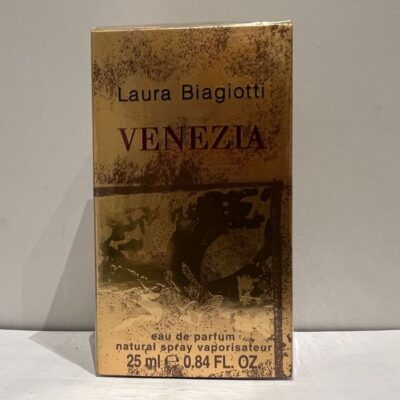 Laura Biagiotti
VENEZIA
eau de parfum
natural spray vaporisateur
25 ml ℮ 0,84 FL. OZ.